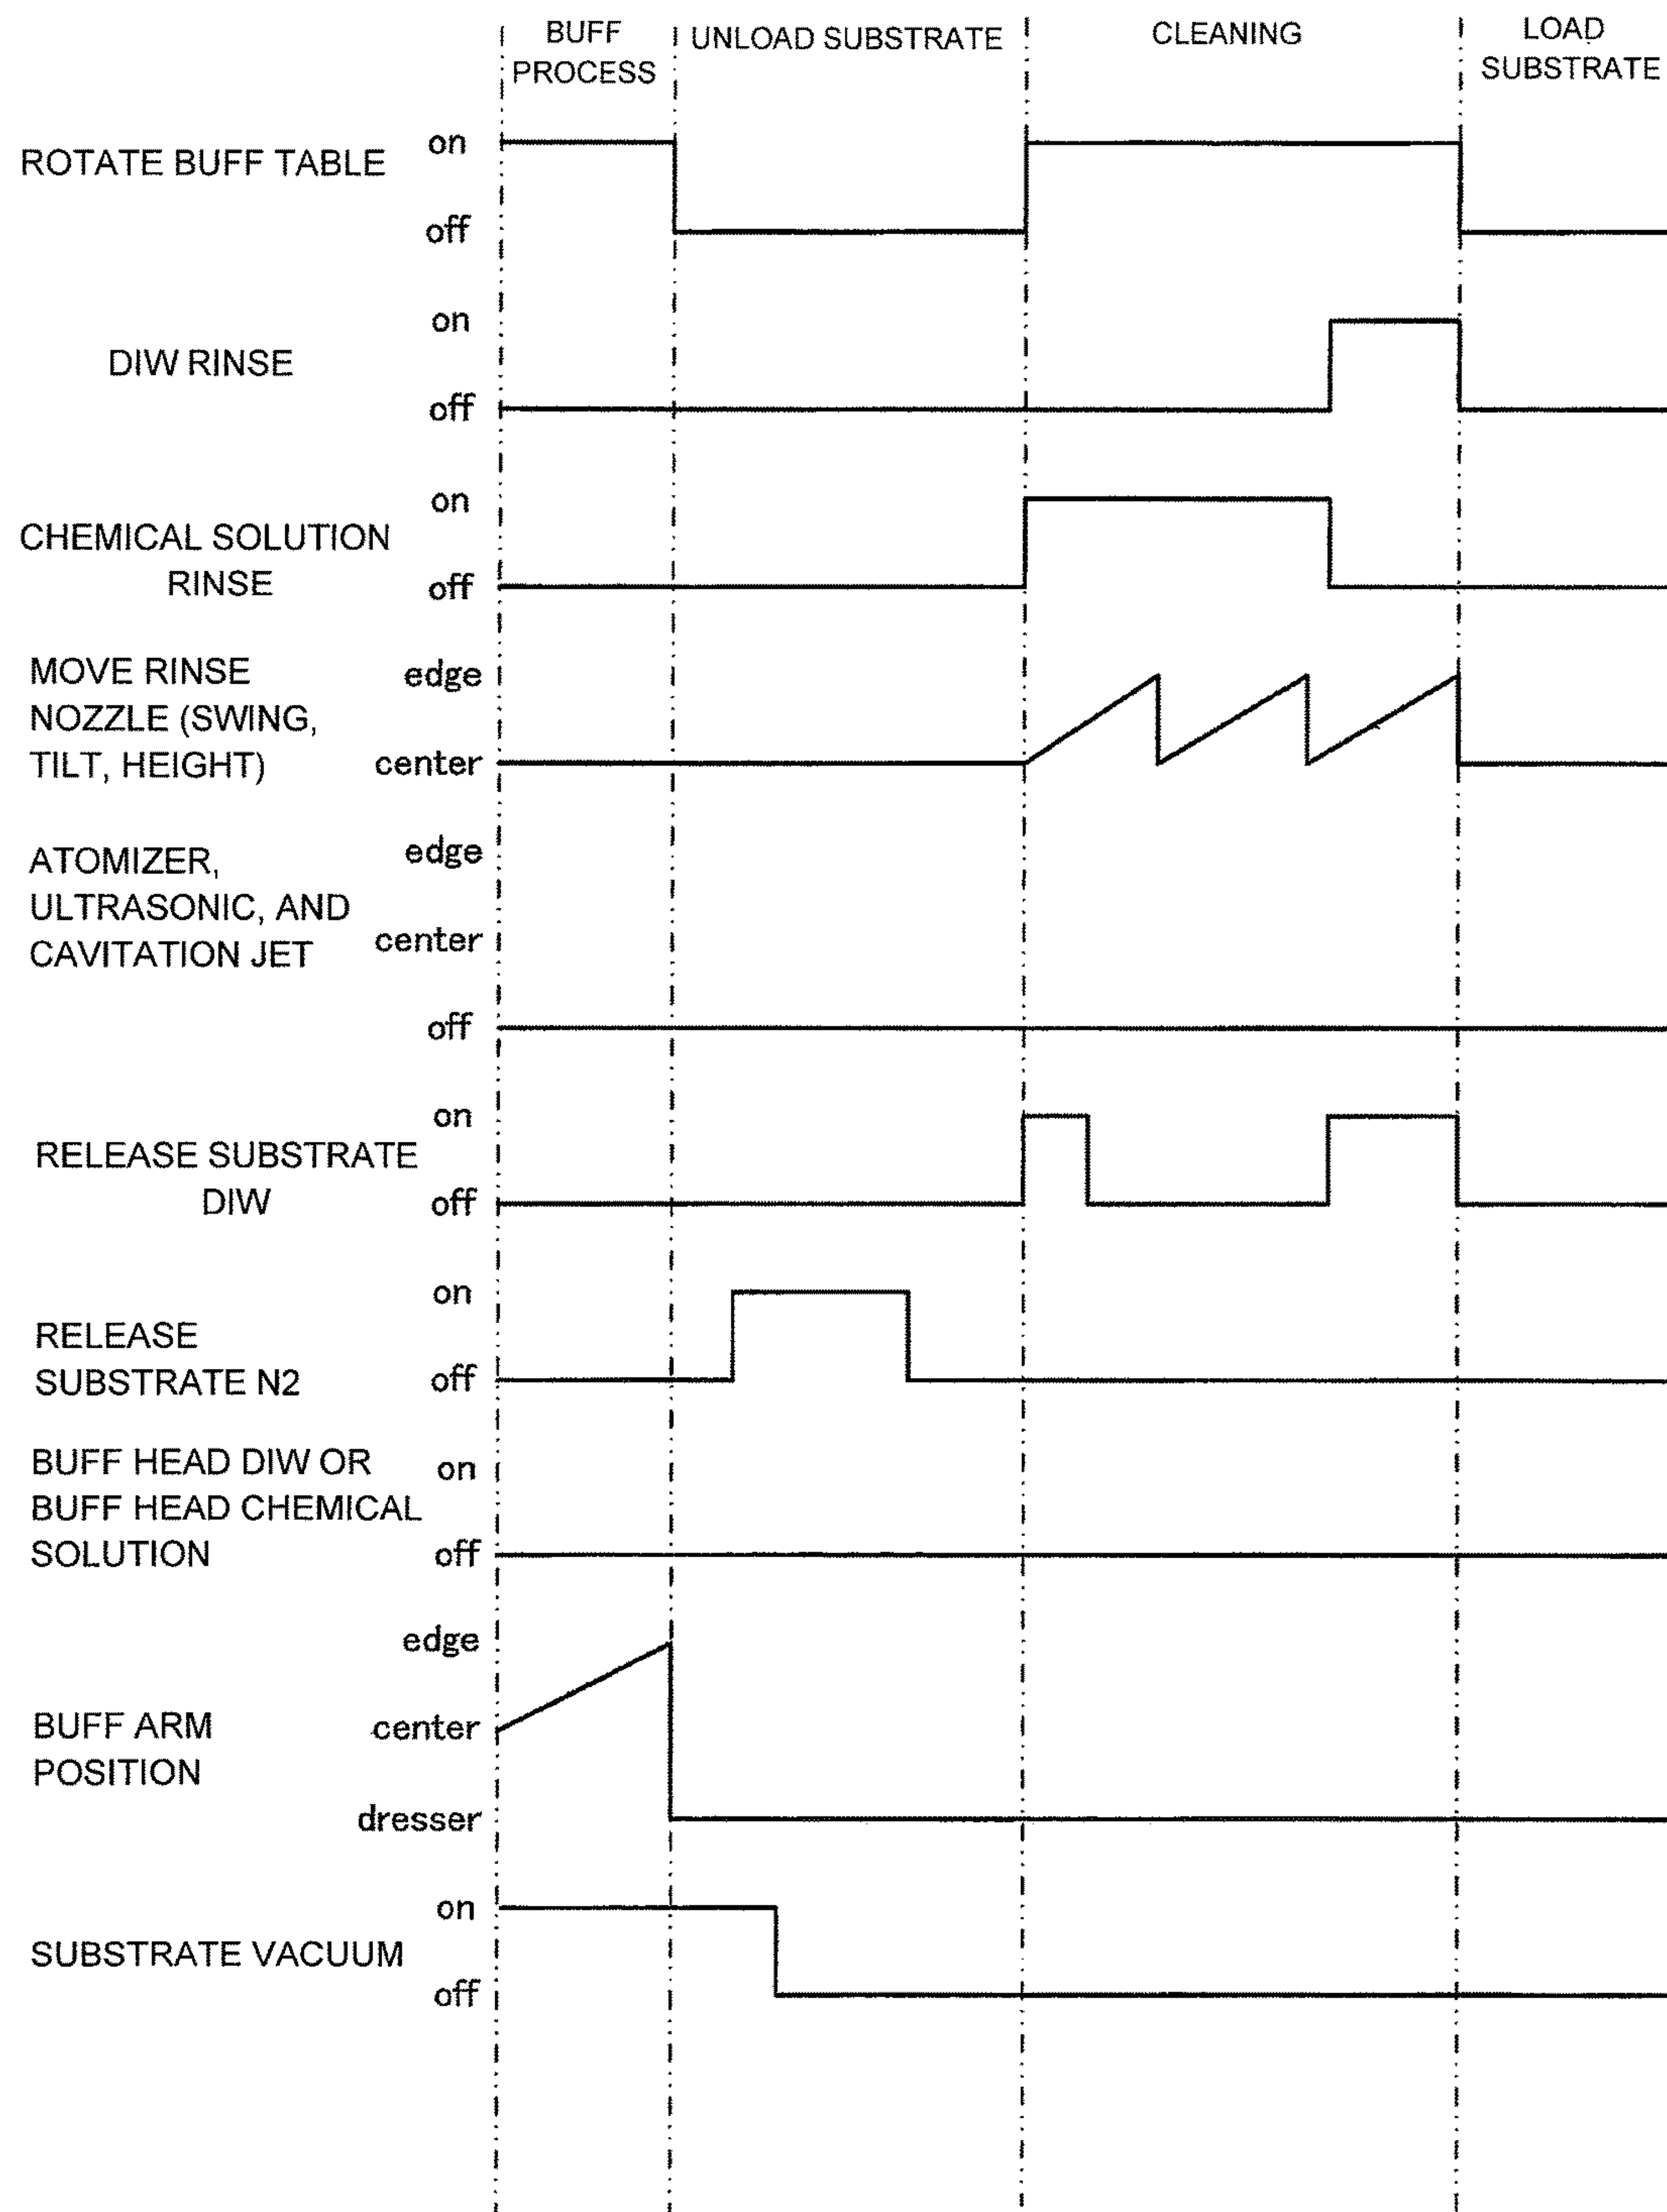 BUFF
PROCESS
UNLOAD SUBSTRATE
CLEANING
LOAD
SUBSTRATE
ROTATE BUFF TABLE
on
off
DIW RINSE
on
off
CHEMICAL SOLUTION
RINSE
on
off
MOVE RINSE
NOZZLE (SWING,
TILT, HEIGHT)
edge
center
ATOMIZER,
ULTRASONIC, AND
CAVITATION JET
edge
center
off
RELEASE SUBSTRATE
DIW
on
off
RELEASE
SUBSTRATE N2
on
off
BUFF HEAD DIW OR
BUFF HEAD CHEMICAL
SOLUTION
on
off
BUFF ARM
POSITION
edge
center
dresser
SUBSTRATE VACUUM
on
off